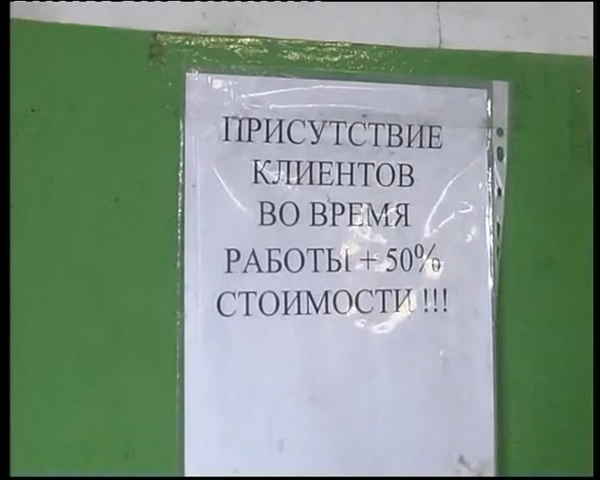 ПРИСУТСТВИЕ
КЛИЕНТОВ
ВО ВРЕМЯ
РАБОТЫ + 50%
СТОИМОСТИ !!!